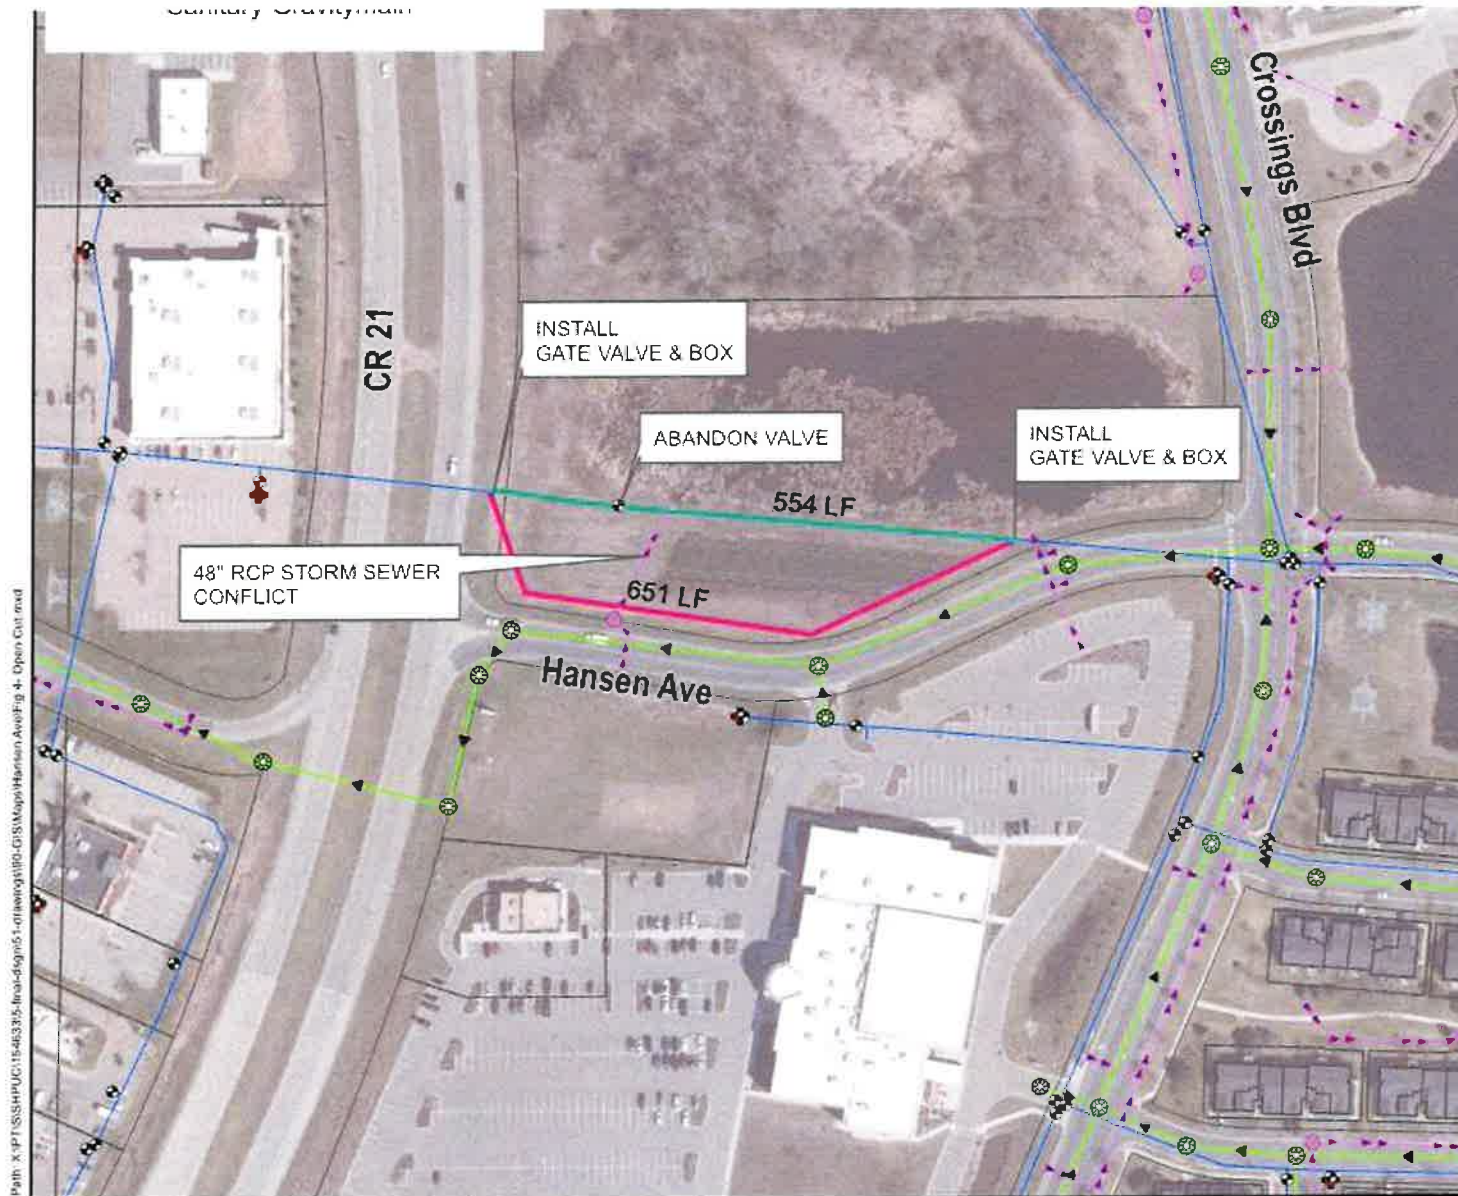 Sanitary Gravitymain
Crossings Blvd
CR 21
INSTALL
GATE VALVE & BOX
ABANDON VALVE
INSTALL
GATE VALVE & BOX
554 LF
48" RCP STORM SEWER
CONFLICT
651 LF
Hansen Ave